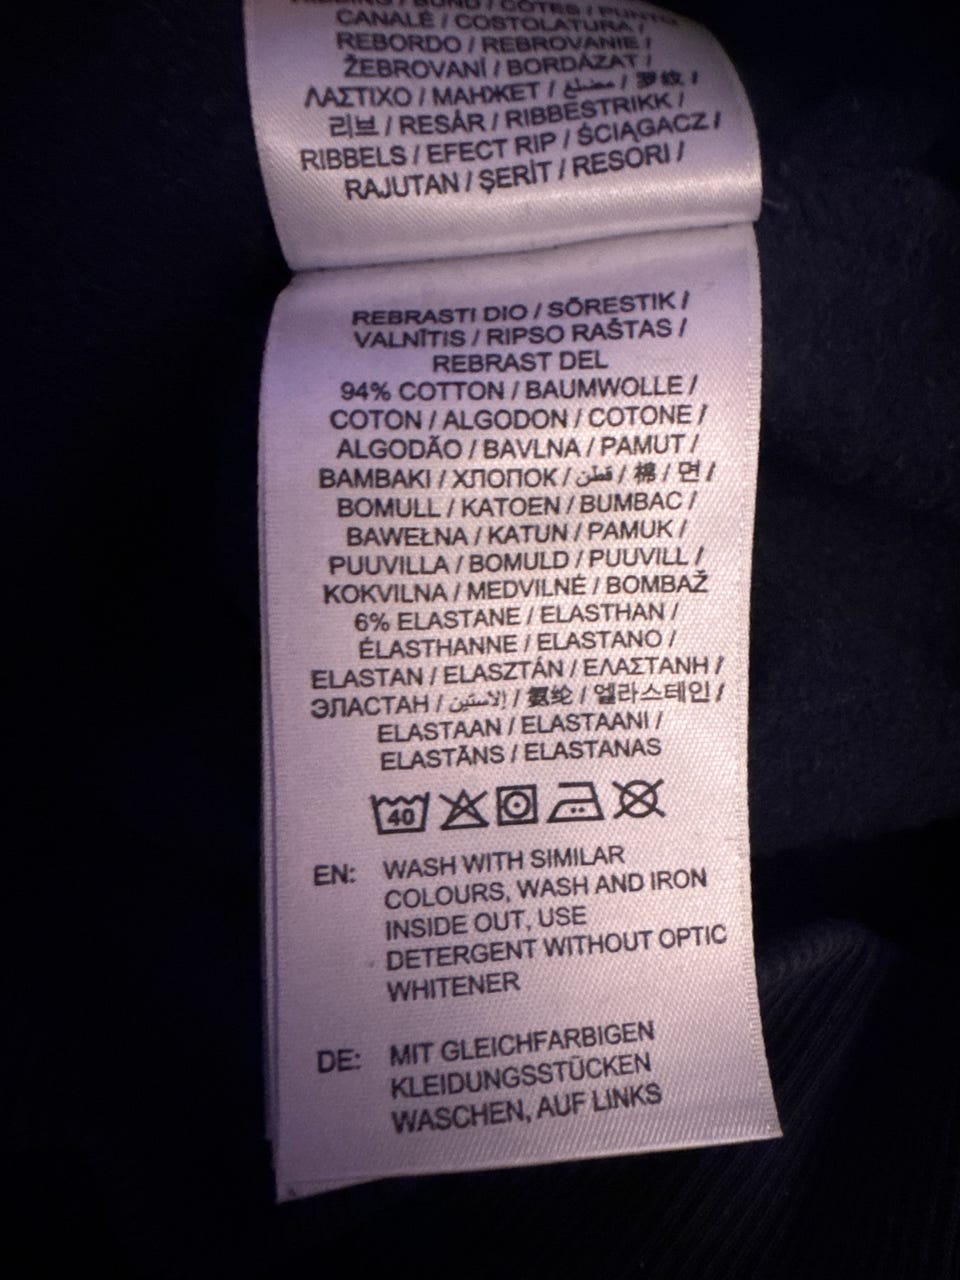 RIBBING / BUND / CÔTES / PUNTO
CANALÉ / COSTOLATURA /
REBORDO / REBROVANIE /
ŽEBROVANÍ / BORDÁZAT /
ΛΑΣΤΙΧΟ / МАНЖЕТ / مضلع / 罗纹 /
리브 / RESÅR / RIBBESTRIKK /
RIBBELS / EFECT RIP / ŚCIĄGACZ /
RAJUTAN / ŞERİT / RESORI /
REBRASTI DIO / SÕRESTIK /
VALNĪTIS / RIPSO RAŠTAS /
REBRAST DEL
94% COTTON / BAUMWOLLE /
COTON / ALGODON / COTONE /
ALGODÃO / BAVLNA / PAMUT /
BAMBAKI / ХЛОПОК / قطن / 棉 / 면 /
BOMULL / KATOEN / BUMBAC /
BAWEŁNA / KATUN / PAMUK /
PUUVILLA / BOMULD / PUUVILL /
KOKVILNA / MEDVILNĖ / BOMBAŽ
6% ELASTANE / ELASTHAN /
ÉLASTHANNE / ELASTANO /
ELASTAN / ELASZTÁN / ΕΛΑΣΤΑΝΗ /
ЭЛАСТАН / إلاستين / 氨纶 / 엘라스테인 /
ELASTAAN / ELASTAANI /
ELASTĀNS / ELASTANAS
40
EN: WASH WITH SIMILAR
COLOURS, WASH AND IRON
INSIDE OUT, USE
DETERGENT WITHOUT OPTIC
WHITENER
DE: MIT GLEICHFARBIGEN
KLEIDUNGSSTÜCKEN
WASCHEN, AUF LINKS